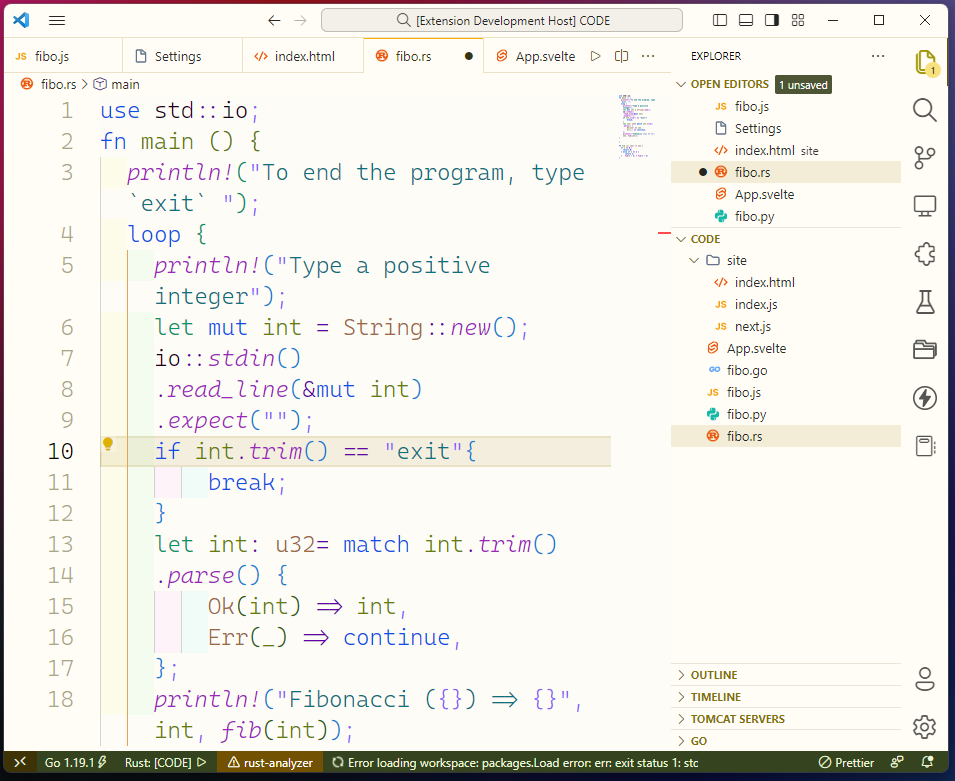 [Extension Development Host] CODE
JS fibo.js
Settings
index.html
fibo.rs
App.svelte
fibo.rs > main
1 use std::io;
2 fn main () {
3 println!("To end the program, type
`exit` ");
4 loop {
5 println!("Type a positive
integer");
6 let mut int = String::new();
7 io::stdin()
8 .read_line(&mut int)
9 .expect("");
10 if int.trim() == "exit"{
11 break;
12 }
13 let int: u32= match int.trim()
14 .parse() {
15 Ok(int) => int,
16 Err(_) => continue,
17 };
18 println!("Fibonacci ({}) => {}",
int, fib(int));
EXPLORER
OPEN EDITORS 1 unsaved
JS fibo.js
Settings
index.html site
fibo.rs
App.svelte
fibo.py
CODE
site
index.html
JS index.js
JS next.js
App.svelte
GO fibo.go
JS fibo.js
fibo.py
fibo.rs
OUTLINE
TIMELINE
TOMCAT SERVERS
GO
1
Go 1.19.1
Rust: [CODE]
rust-analyzer
Error loading workspace: packages.Load error: err: exit status 1: stc
Prettier